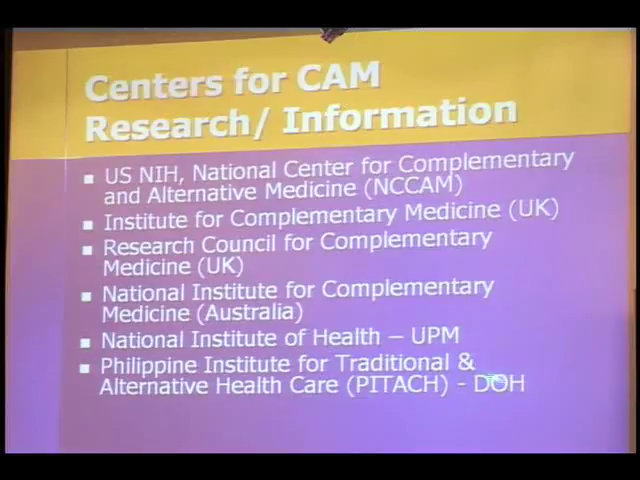 Centers for CAM
Research/ Information
▪ US NIH, National Center for Complementary
and Alternative Medicine (NCCAM)
▪ Institute for Complementary Medicine (UK)
▪ Research Council for Complementary
Medicine (UK)
▪ National Institute for Complementary
Medicine (Australia)
▪ National Institute of Health – UPM
▪ Philippine Institute for Traditional &
Alternative Health Care (PITACH) - DOH